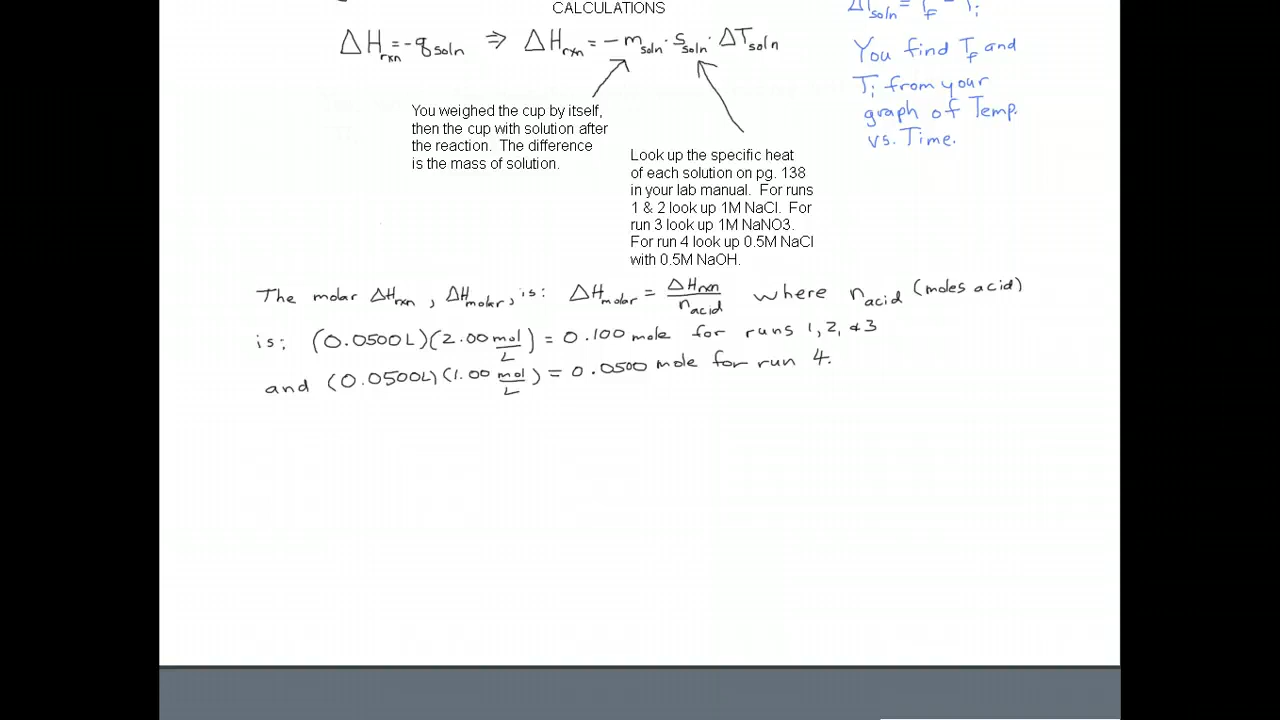 CALCULATIONS
ΔT_soln = T_f - T_i
ΔH_rxn = -q_soln ⇒ ΔH_rxn = -m_soln · s_soln · ΔT_soln
You find T_f and
T_i from your
graph of Temp.
vs. Time.
You weighed the cup by itself,
then the cup with solution after
the reaction. The difference
is the mass of solution.
Look up the specific heat
of each solution on pg. 138
in your lab manual. For runs
1 & 2 look up 1M NaCl. For
run 3 look up 1M NaNO3.
For run 4 look up 0.5M NaCl
with 0.5M NaOH.
The molar ΔH_rxn, ΔH_molar, is: ΔH_molar = ΔH_rxn / n_acid where n_acid (moles acid)
is: (0.0500L)(2.00 mol/L) = 0.100 mole for runs 1, 2, & 3
and (0.0500L)(1.00 mol/L) = 0.0500 mole for run 4.